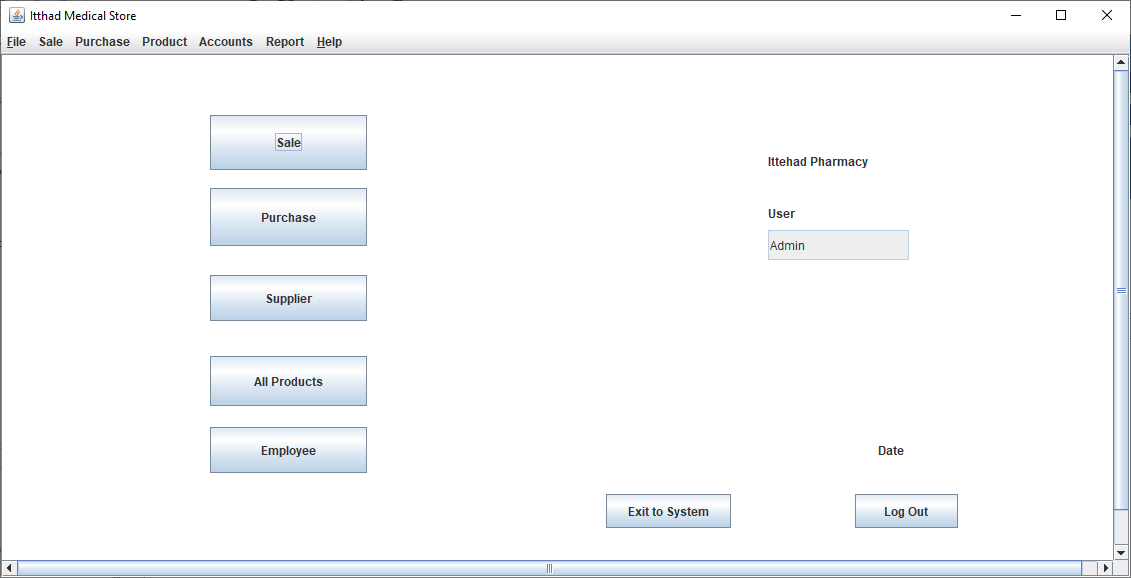 Itthad Medical Store
File Sale Purchase Product Accounts Report Help
Sale
Ittehad Pharmacy
Purchase
User
Admin
Supplier
All Products
Employee
Date
Exit to System
Log Out